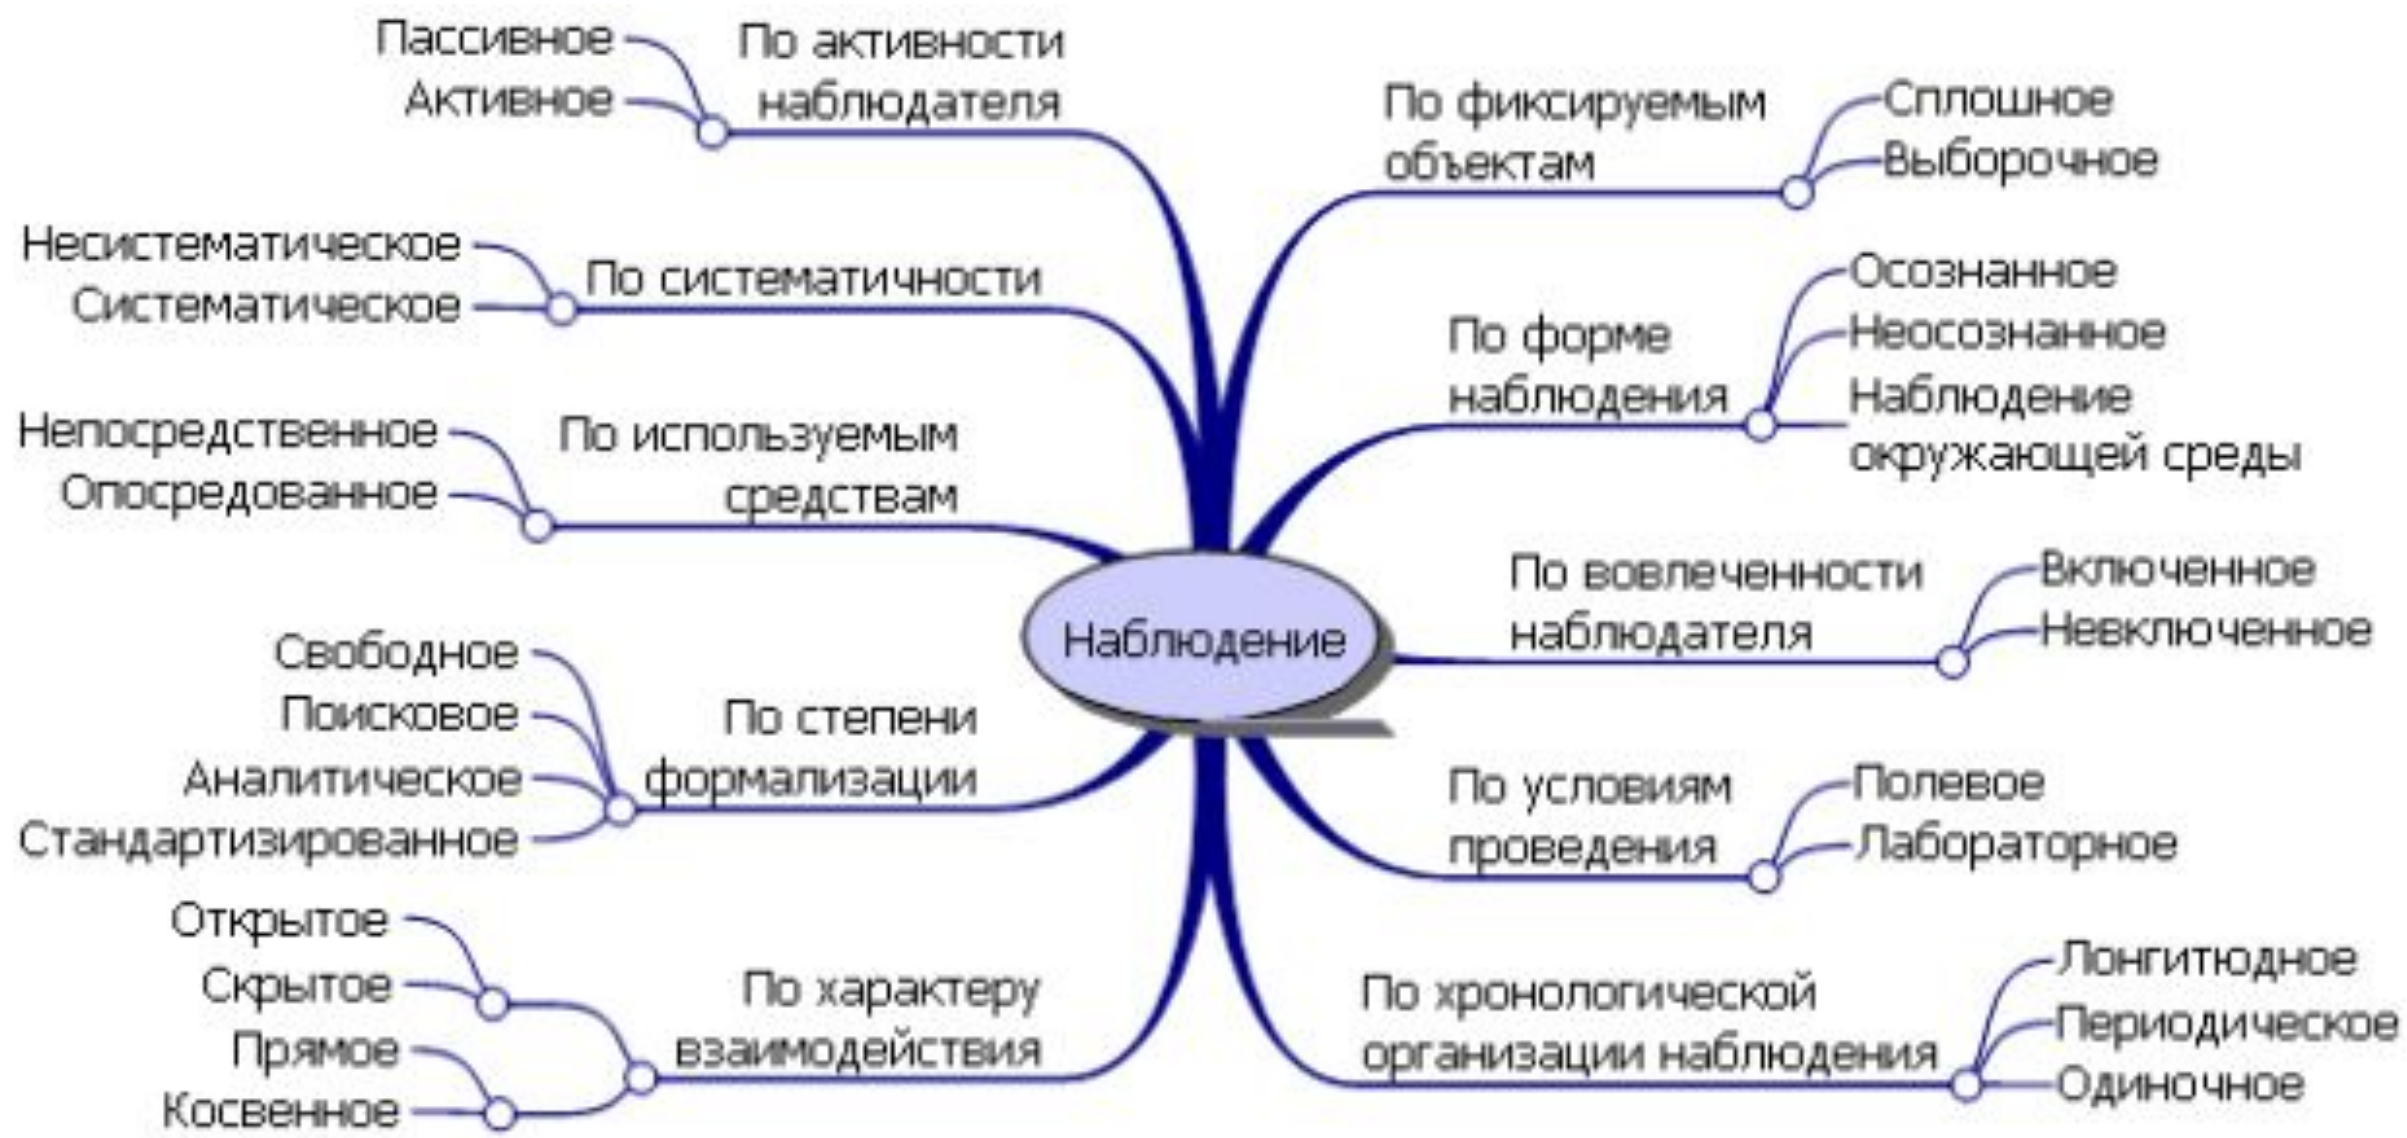 Пассивное
Активное
По активности
наблюдателя
Несистематическое
Систематическое
По систематичности
Непосредственное
Опосредованное
По используемым
средствам
Свободное
Поисковое
Аналитическое
Стандартизированное
По степени
формализации
Открытое
Скрытое
Прямое
Косвенное
По характеру
взаимодействия
Наблюдение
По фиксируемым
объектам
Сплошное
Выборочное
По форме
наблюдения
Осознанное
Неосознанное
Наблюдение
окружающей среды
По вовлеченности
наблюдателя
Включенное
Невключенное
По условиям
проведения
Полевое
Лабораторное
По хронологической
организации наблюдения
Лонгитюдное
Периодическое
Одиночное